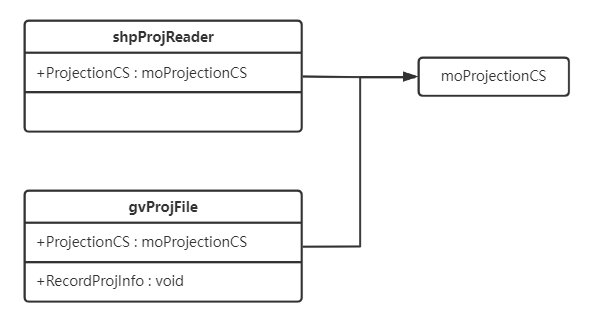 shpProjReader
+ProjectionCS : moProjectionCS
moProjectionCS
gvProjFile
+ProjectionCS : moProjectionCS
+RecordProjInfo : void